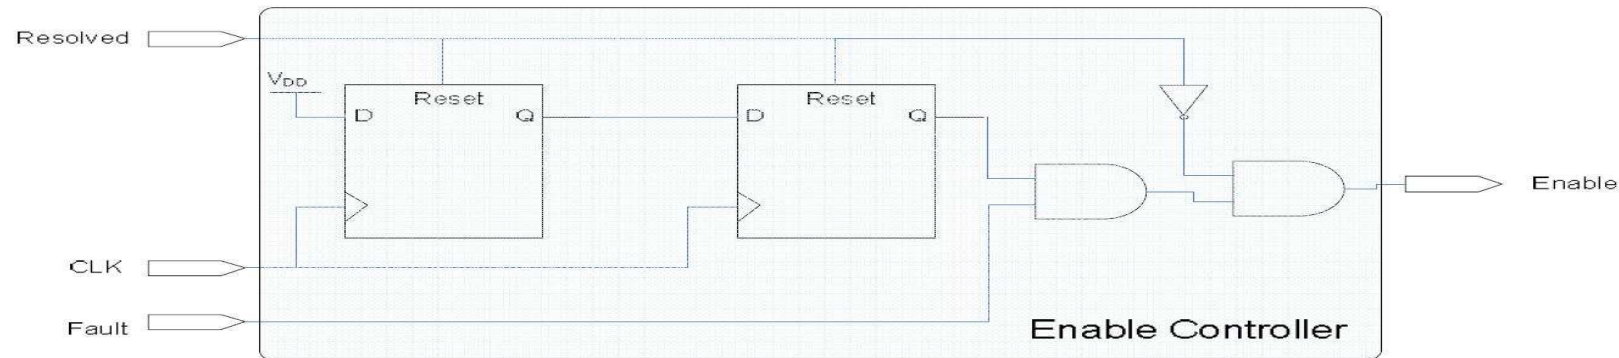 Resolved
VDD
Reset
Reset
D
Q
D
Q
Enable
CLK
Fault
Enable Controller